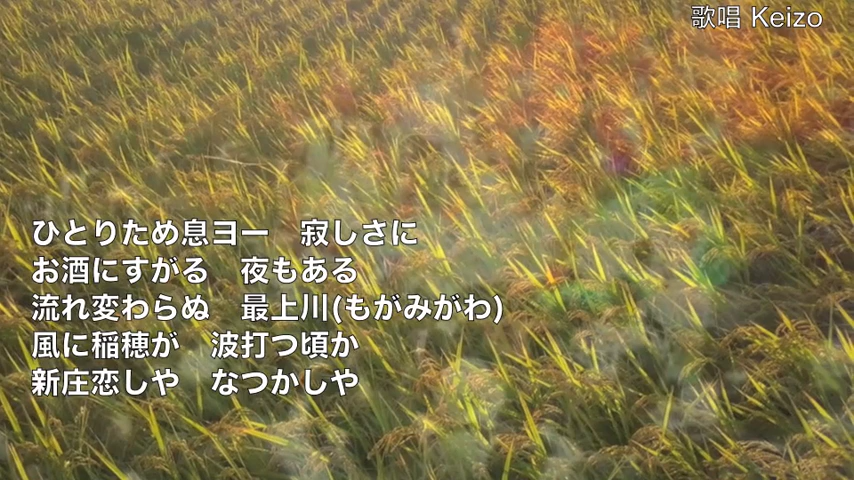 歌唱 Keizo
ひとりため息ヨー　寂しさに
お酒にすがる　夜もある
流れ変わらぬ　最上川(もがみがわ)
風に稲穂が　波打つ頃か
新庄恋しや　なつかしや